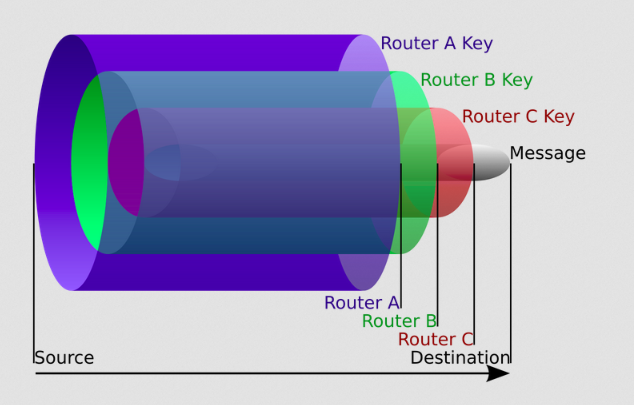 Router A Key
Router B Key
Router C Key
Message
Router A
Router B
Router C
Source
Destination